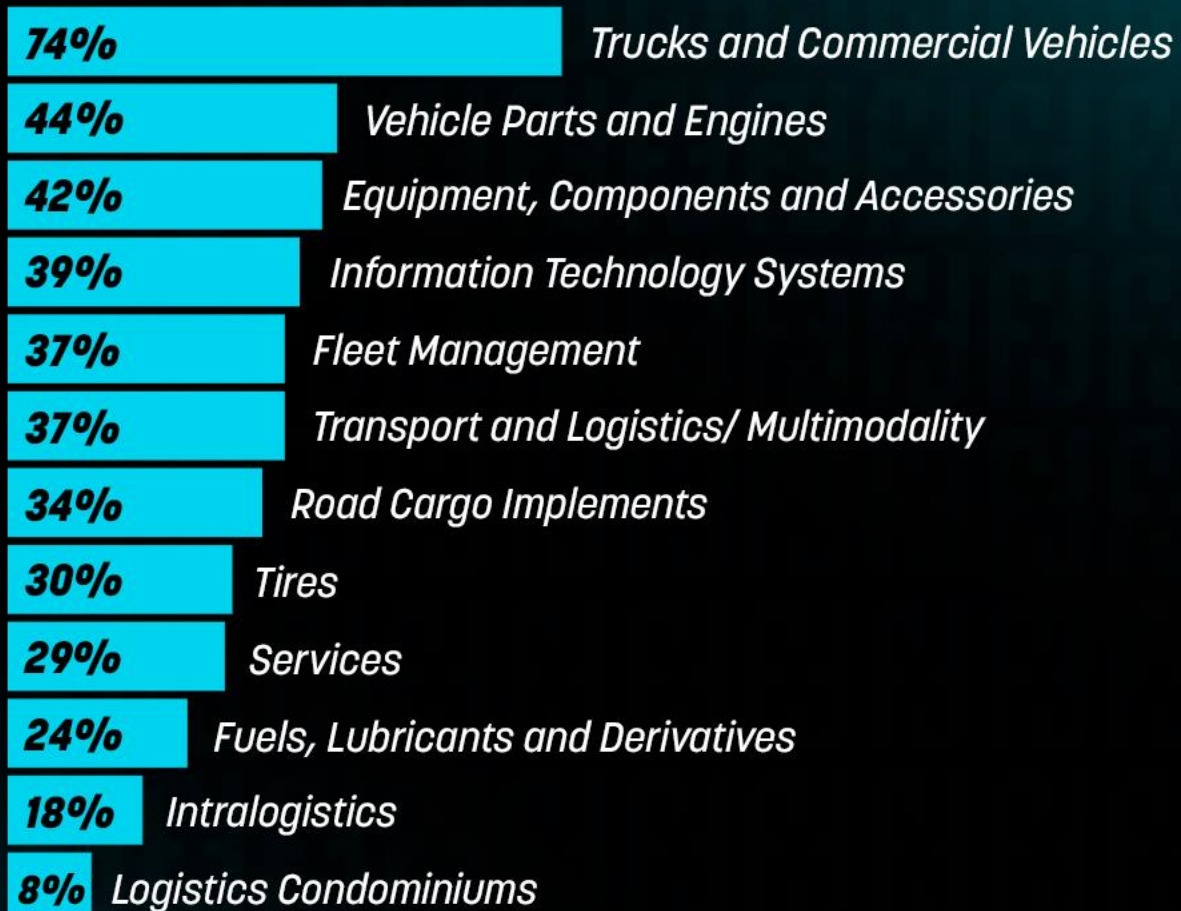 74% Trucks and Commercial Vehicles
44% Vehicle Parts and Engines
42% Equipment, Components and Accessories
39% Information Technology Systems
37% Fleet Management
37% Transport and Logistics/ Multimodality
34% Road Cargo Implements
30% Tires
29% Services
24% Fuels, Lubricants and Derivatives
18% Intralogistics
8% Logistics Condominiums